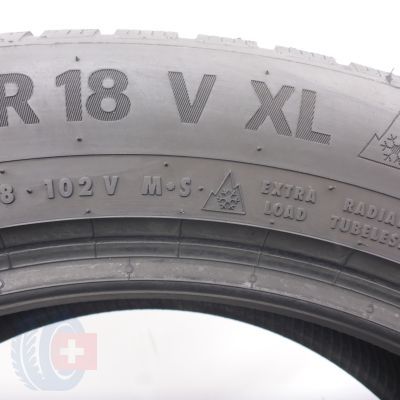 R 18 V XL
8 · 102 V M·S EXTRA LOAD RADIAL TUBELESS